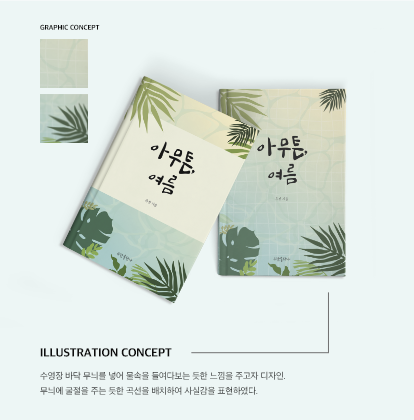 GRAPHIC CONCEPT
아무튼,
여름
아무튼,
여름
ILLUSTRATION CONCEPT
수영장 바닥 무늬를 넣어 물속을 들여다보는 듯한 느낌을 주고자 디자인.
무늬에 굴절을 주는 듯한 곡선을 배치하여 사실감을 표현하였다.